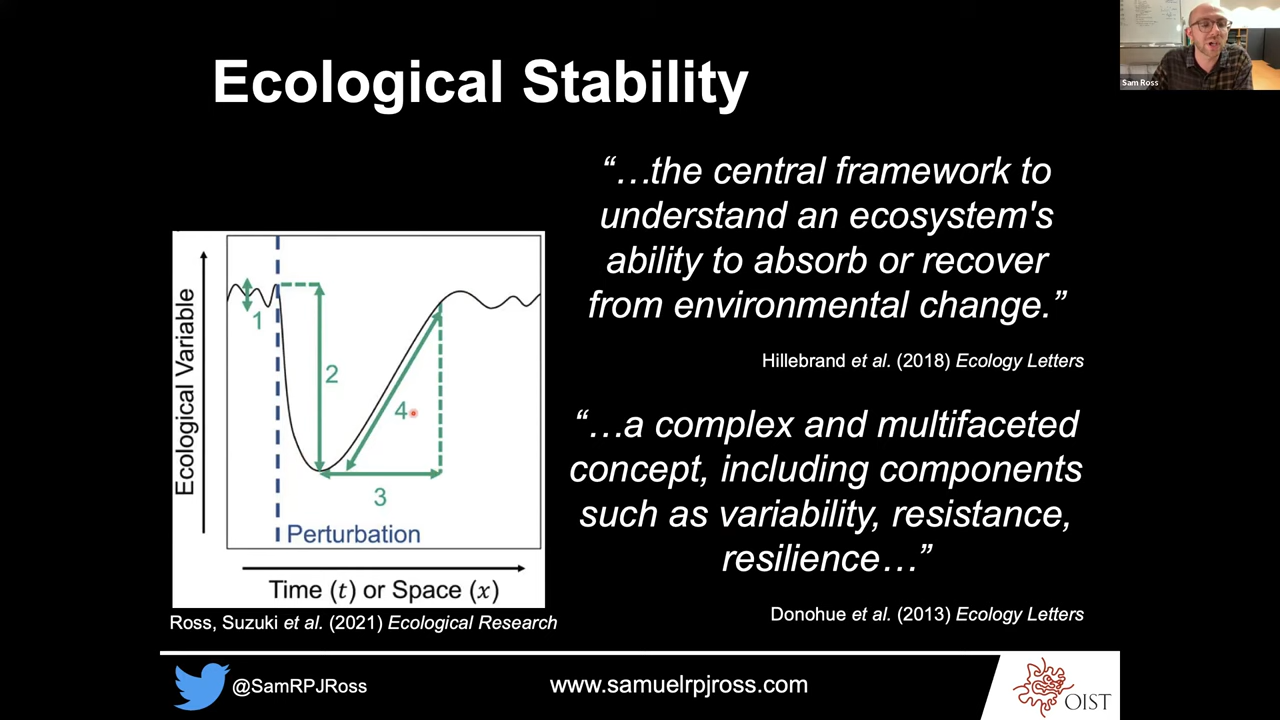 Ecological Stability
Sam Ross
“…the central framework to
understand an ecosystem's
ability to absorb or recover
from environmental change.”
Hillebrand et al. (2018) Ecology Letters
“…a complex and multifaceted
concept, including components
such as variability, resistance,
resilience…”
Donohue et al. (2013) Ecology Letters
Ecological Variable
1
2
4
3
Perturbation
Time (t) or Space (x)
Ross, Suzuki et al. (2021) Ecological Research
@SamRPJRoss
www.samuelrpjross.com
OIST